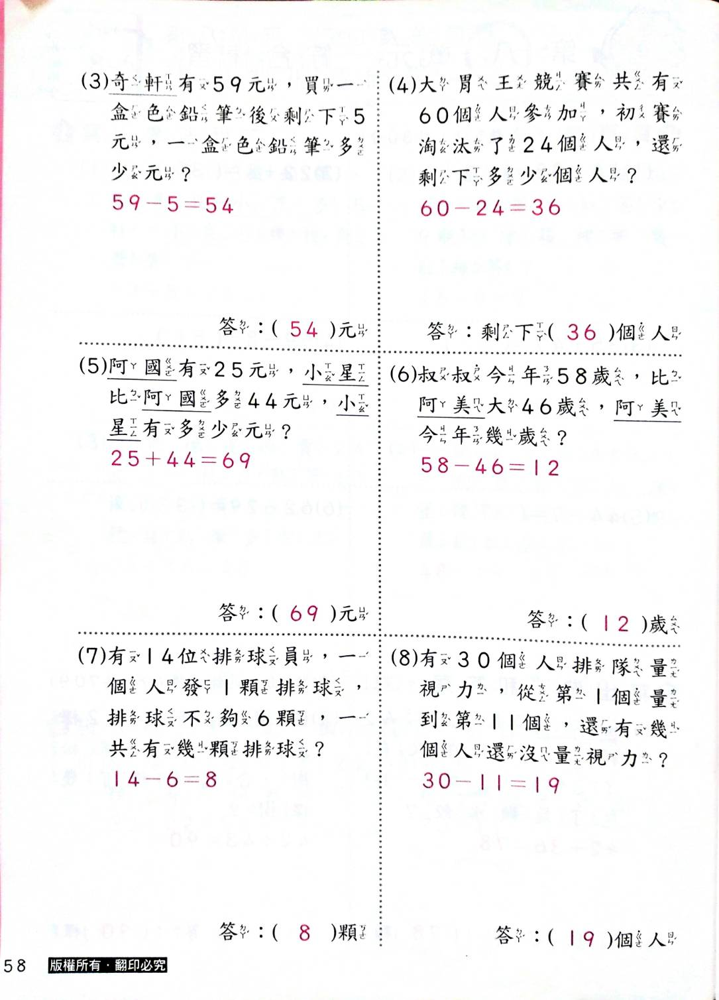 (3)奇軒有59元，買一
盒色鉛筆後剩下5
元，一盒色鉛筆多
少元？
59－5＝54
答：( 54 )元
(4)大胃王競賽共有
60個人參加，初賽
淘汰了24個人，還
剩下多少個人？
60－24＝36
答：剩下( 36 )個人
(5)阿國有25元，小星
比阿國多44元，小
星有多少元？
25＋44＝69
答：( 69 )元
(6)叔叔今年58歲，比
阿美大46歲，阿美
今年幾歲？
58－46＝12
答：( 12 )歲
(7)有14位排球員，一
個人發1顆排球，
排球不夠6顆，一
共有幾顆排球？
14－6＝8
答：( 8 )顆
(8)有30個人排隊量
視力，從第1個量
到第11個，還有幾
個人還沒量視力？
30－11＝19
答：( 19 )個人
58 版權所有‧翻印必究